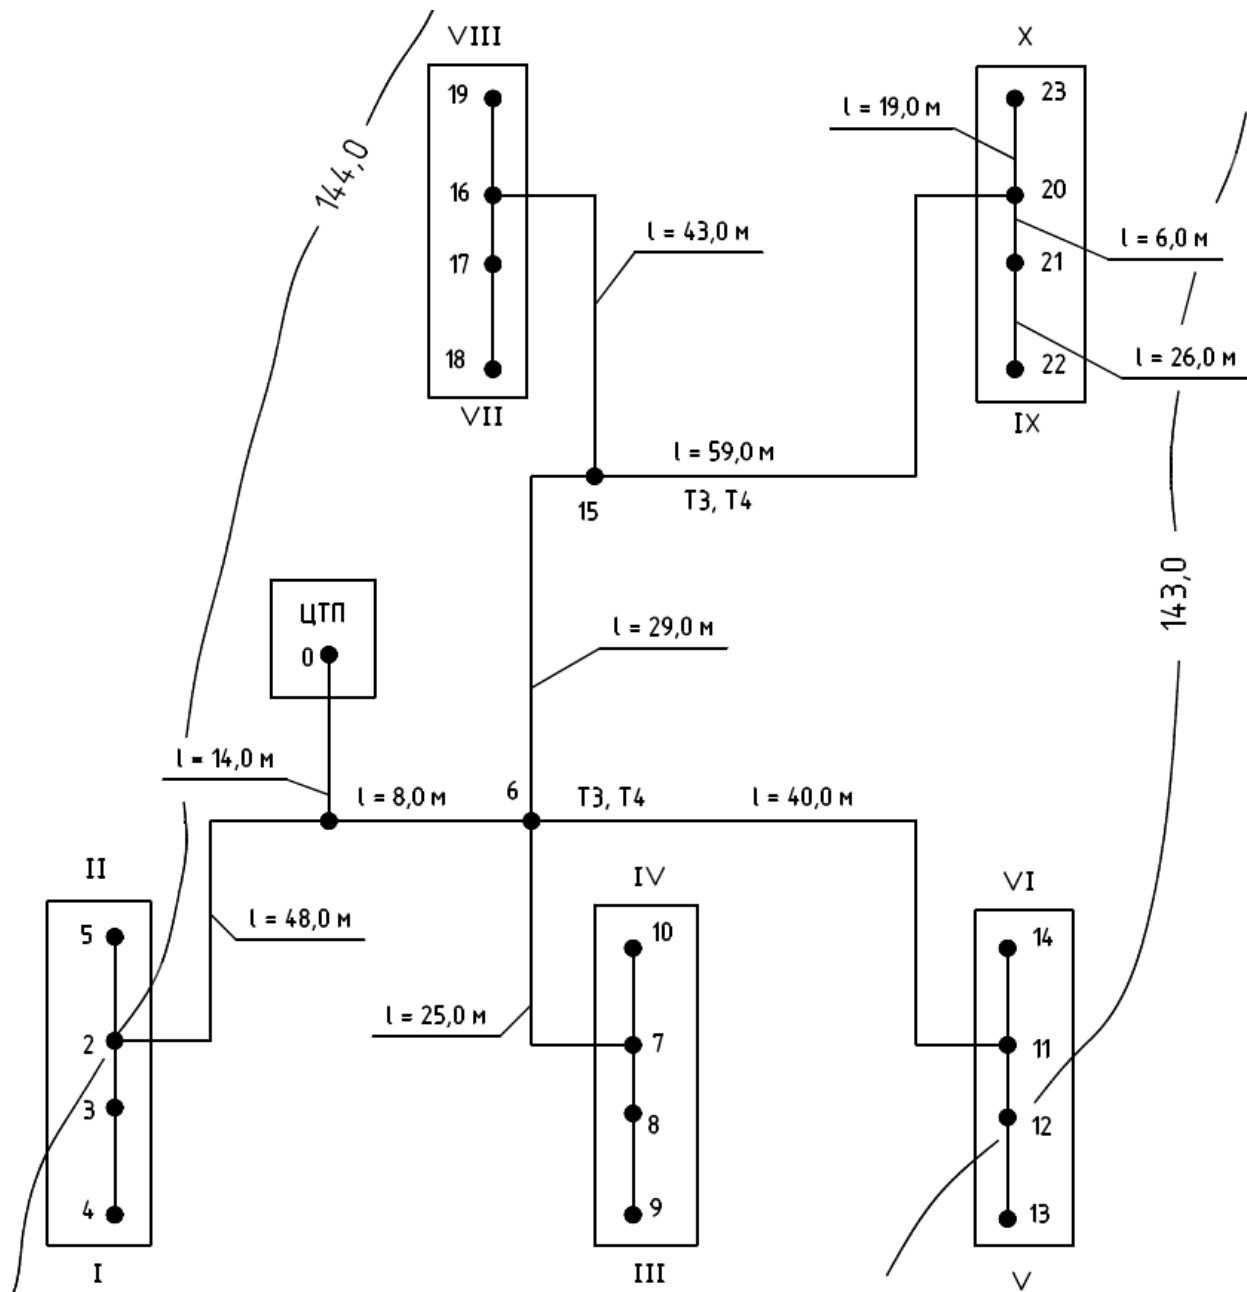 VIII
X
19
23
l = 19,0 м
144,0
16
20
l = 43,0 м
l = 6,0 м
17
21
18
22
l = 26,0 м
VII
IX
l = 59,0 м
15
Т3, Т4
143,0
ЦТП
0
l = 29,0 м
l = 14,0 м
l = 8,0 м
6
Т3, Т4
l = 40,0 м
II
IV
VI
5
l = 48,0 м
10
14
2
l = 25,0 м
7
11
3
8
12
4
9
13
I
III
V